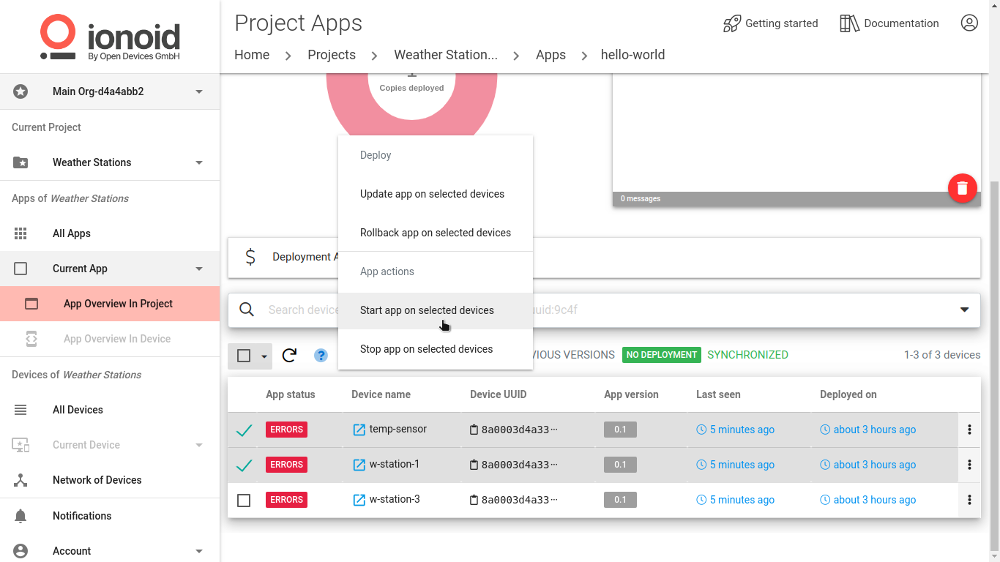 ionoid
By Open Devices GmbH
Main Org-d4a4abb2
Current Project
Weather Stations
Apps of Weather Stations
All Apps
Current App
App Overview In Project
App Overview In Device
Devices of Weather Stations
All Devices
Current Device
Network of Devices
Notifications
Account
Project Apps
Getting started
Documentation
Home > Projects > Weather Station... > Apps > hello-world
Copies deployed
0 messages
Deploy
Update app on selected devices
Rollback app on selected devices
App actions
Start app on selected devices
Stop app on selected devices
Deployment A
Search device
uuid:9c4f
VIOUS VERSIONS NO DEPLOYMENT SYNCHRONIZED
1-3 of 3 devices
App status Device name Device UUID App version Last seen Deployed on
ERRORS temp-sensor 8a0003d4a33··· 0.1 5 minutes ago about 3 hours ago
ERRORS w-station-1 8a0003d4a33··· 0.1 5 minutes ago about 3 hours ago
ERRORS w-station-3 8a0003d4a33··· 0.1 5 minutes ago about 3 hours ago